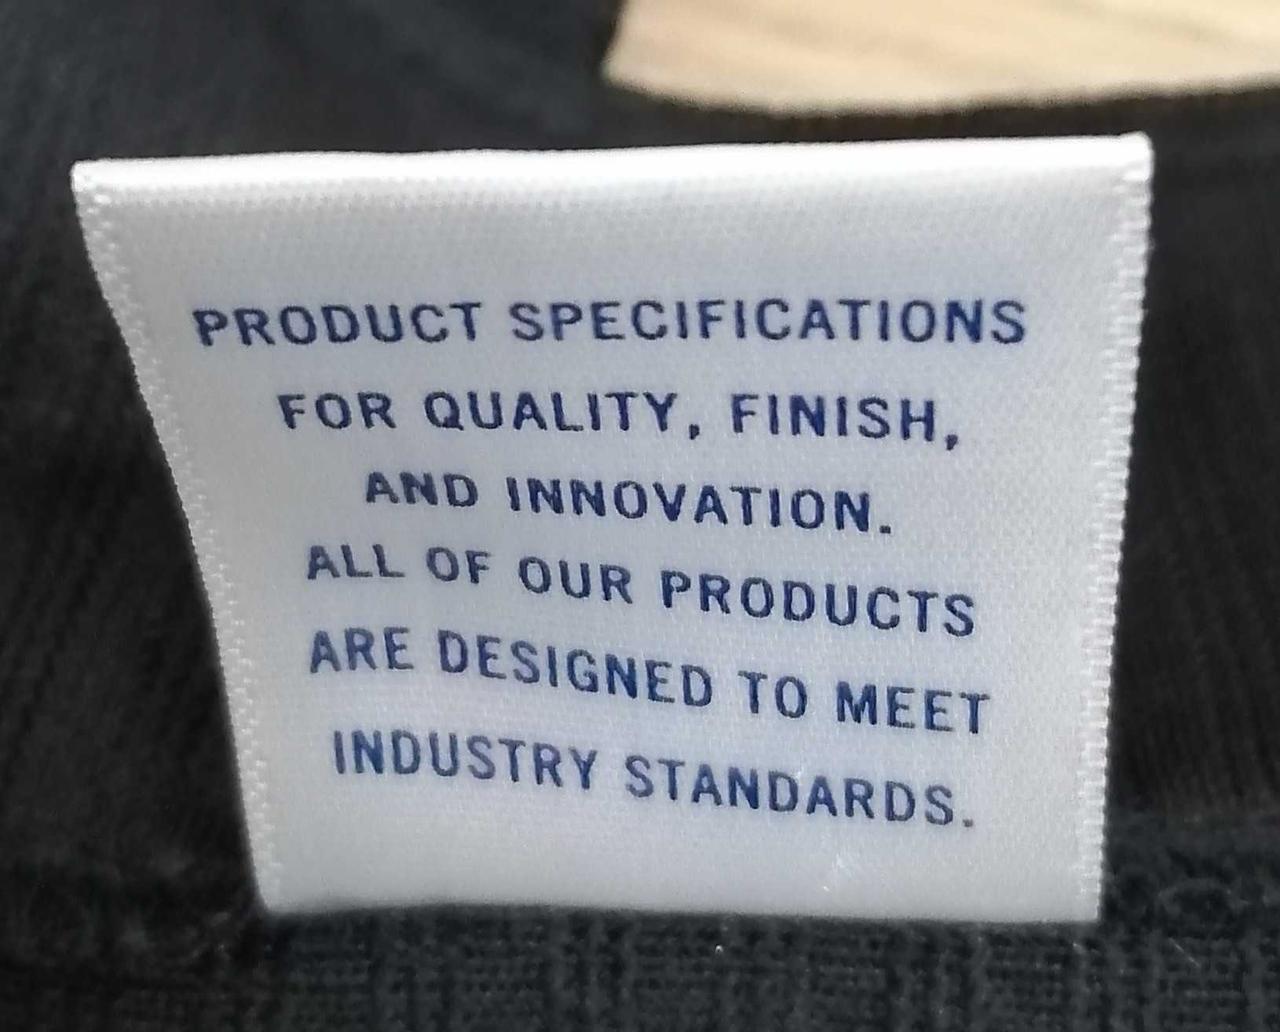 PRODUCT SPECIFICATIONS
FOR QUALITY, FINISH,
AND INNOVATION.
ALL OF OUR PRODUCTS
ARE DESIGNED TO MEET
INDUSTRY STANDARDS.